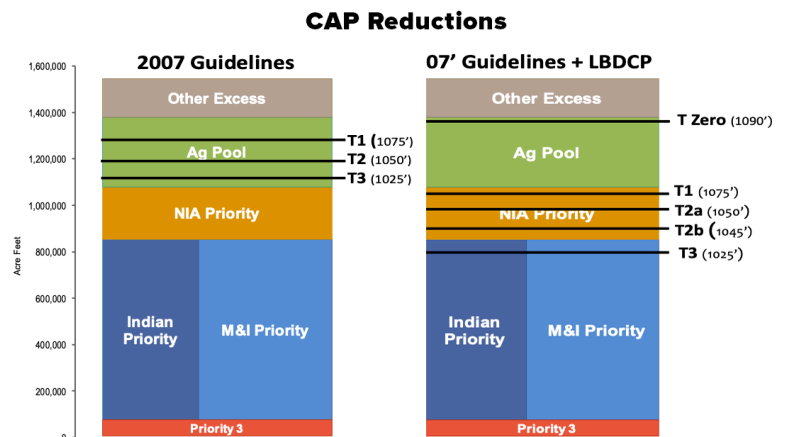 CAP Reductions
2007 Guidelines
07’ Guidelines + LBDCP
1,600,000
1,400,000
1,200,000
1,000,000
800,000
600,000
400,000
200,000
0
Acre Feet
Other Excess
Ag Pool
NIA Priority
Indian
Priority
M&I Priority
Priority 3
T1 (1075’)
T2 (1050’)
T3 (1025’)
Other Excess
Ag Pool
NIA Priority
Indian
Priority
M&I Priority
Priority 3
T Zero (1090’)
T1 (1075’)
T2a (1050’)
T2b (1045’)
T3 (1025’)